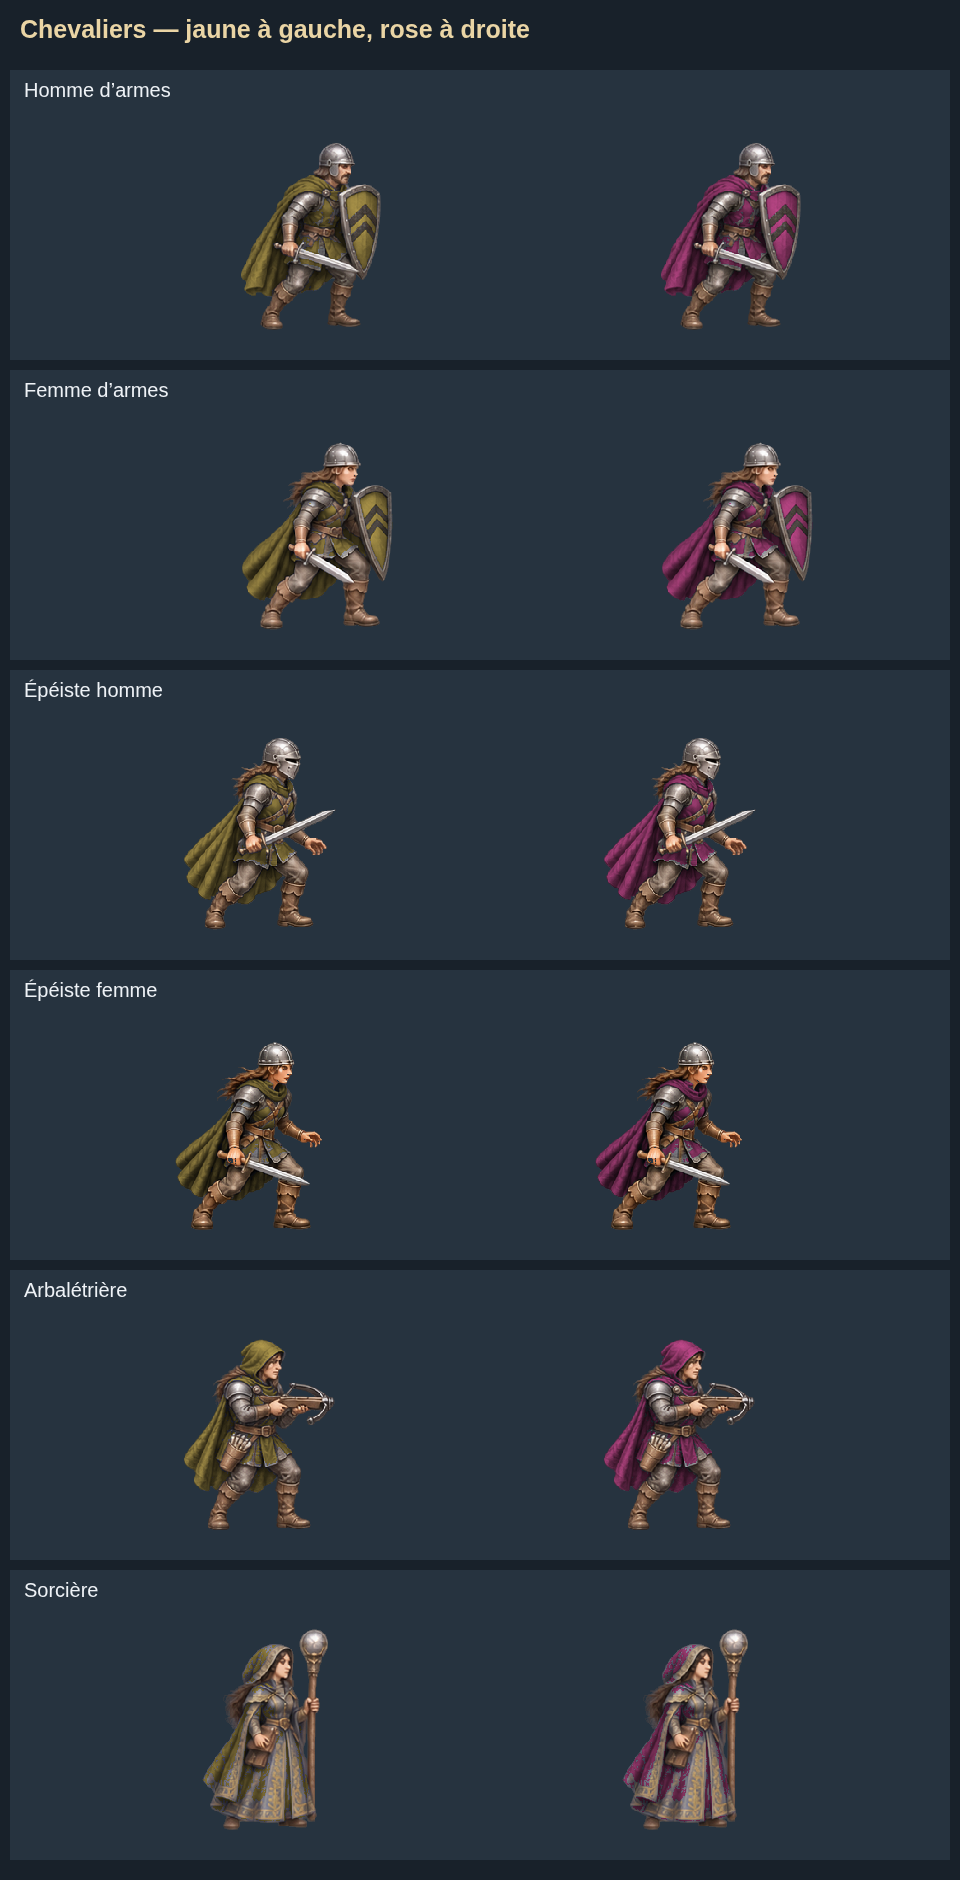 Chevaliers — jaune à gauche, rose à droite
Homme d’armes
Femme d’armes
Épéiste homme
Épéiste femme
Arbalétrière
Sorcière